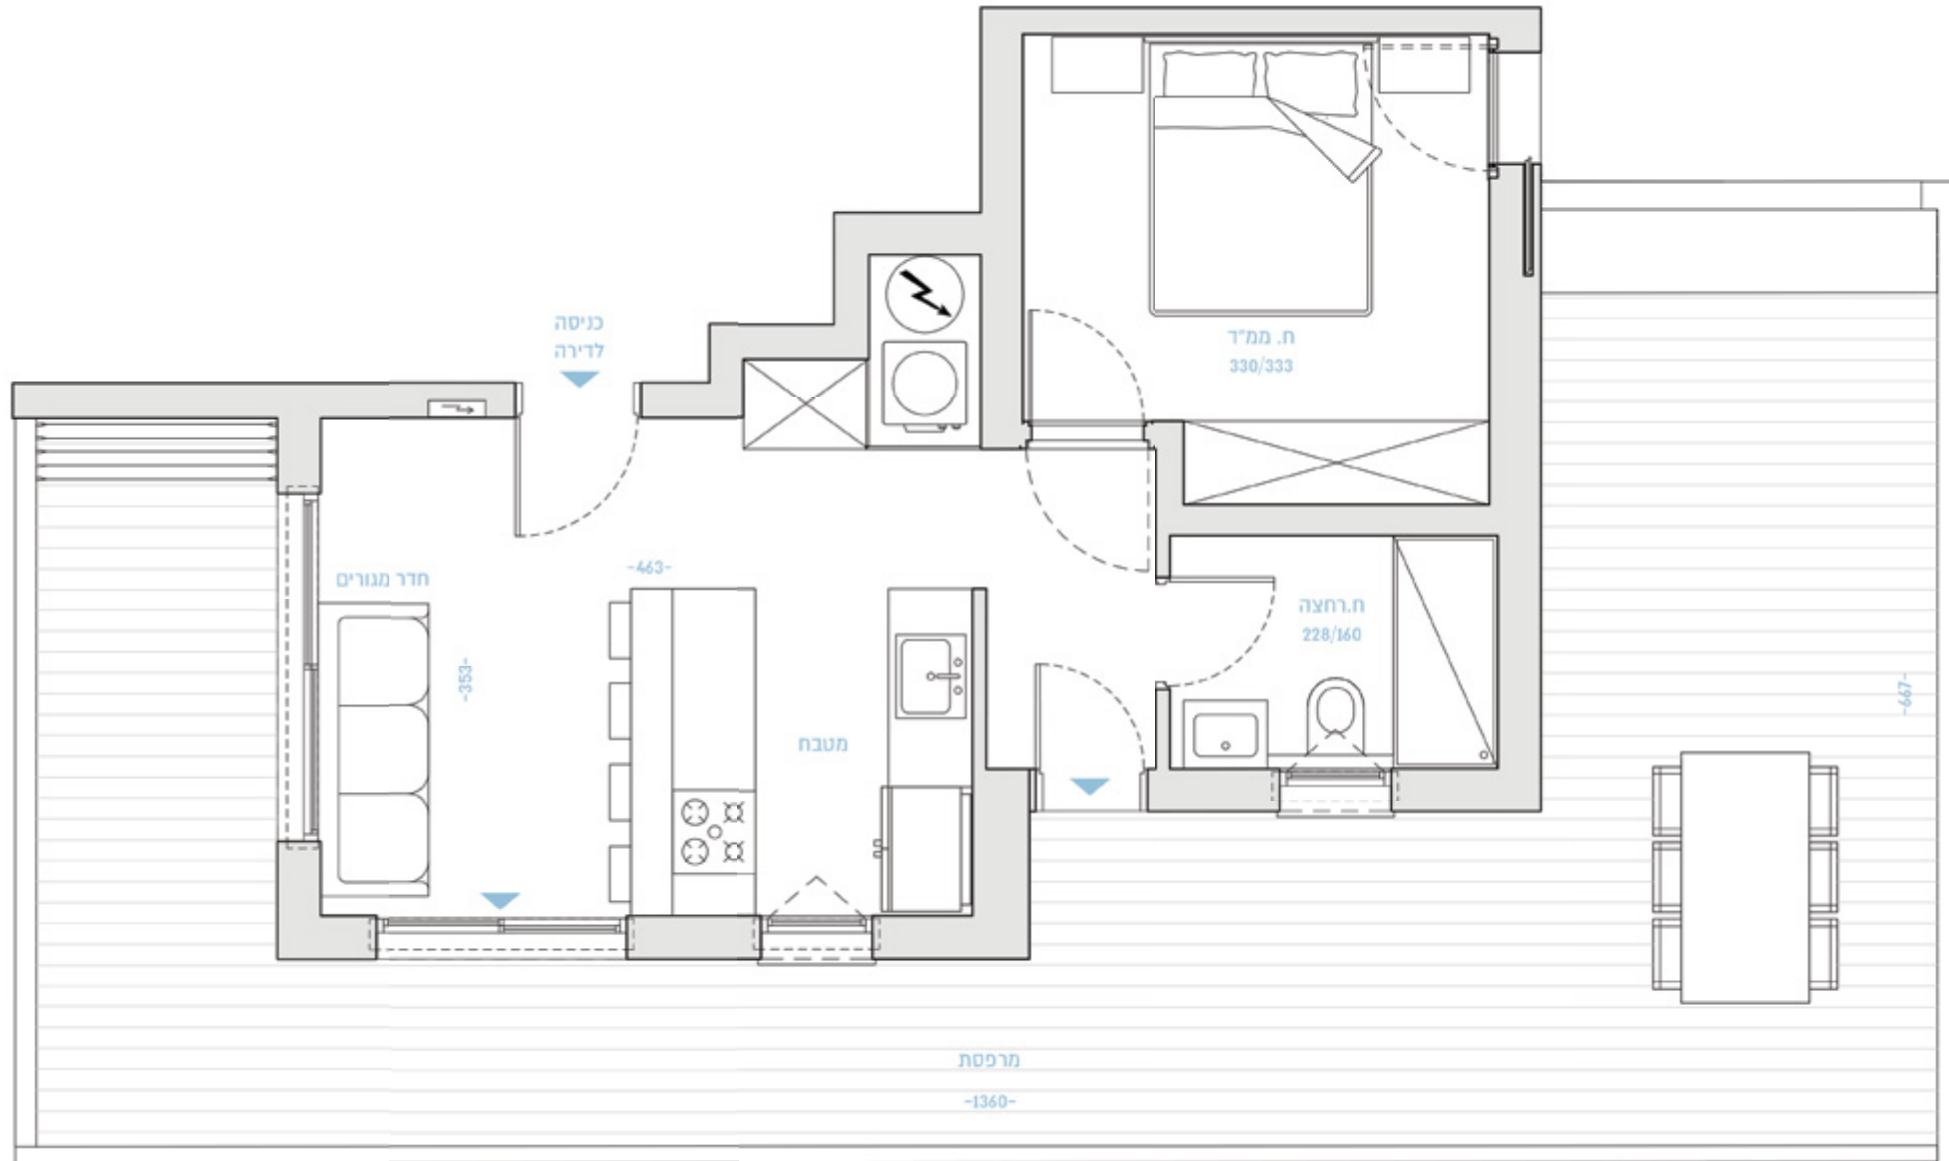 כניסה
לדירה
ח. ממ"ד
330/333
-463-
חדר מגורים
-353-
ח.רחצה
228/160
מטבח
-667-
מרפסת
-1360-